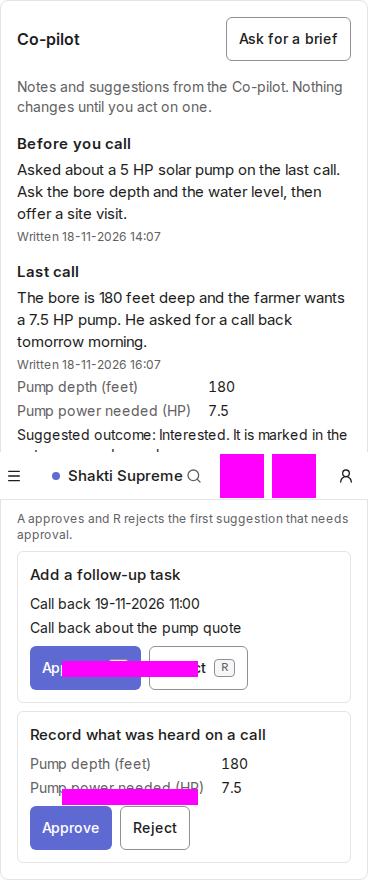 Co-pilot
Ask for a brief
Notes and suggestions from the Co-pilot. Nothing
changes until you act on one.
Before you call
Asked about a 5 HP solar pump on the last call.
Ask the bore depth and the water level, then
offer a site visit.
Written 18-11-2026 14:07
Last call
The bore is 180 feet deep and the farmer wants
a 7.5 HP pump. He asked for a call back
tomorrow morning.
Written 18-11-2026 16:07
Pump depth (feet) 180
Pump power needed (HP) 7.5
Suggested outcome: Interested. It is marked in the
Shakti Supreme
A approves and R rejects the first suggestion that needs
approval.
Add a follow-up task
Call back 19-11-2026 11:00
Call back about the pump quote
R
Record what was heard on a call
Pump depth (feet) 180
Pump power needed (HP) 7.5
Approve Reject